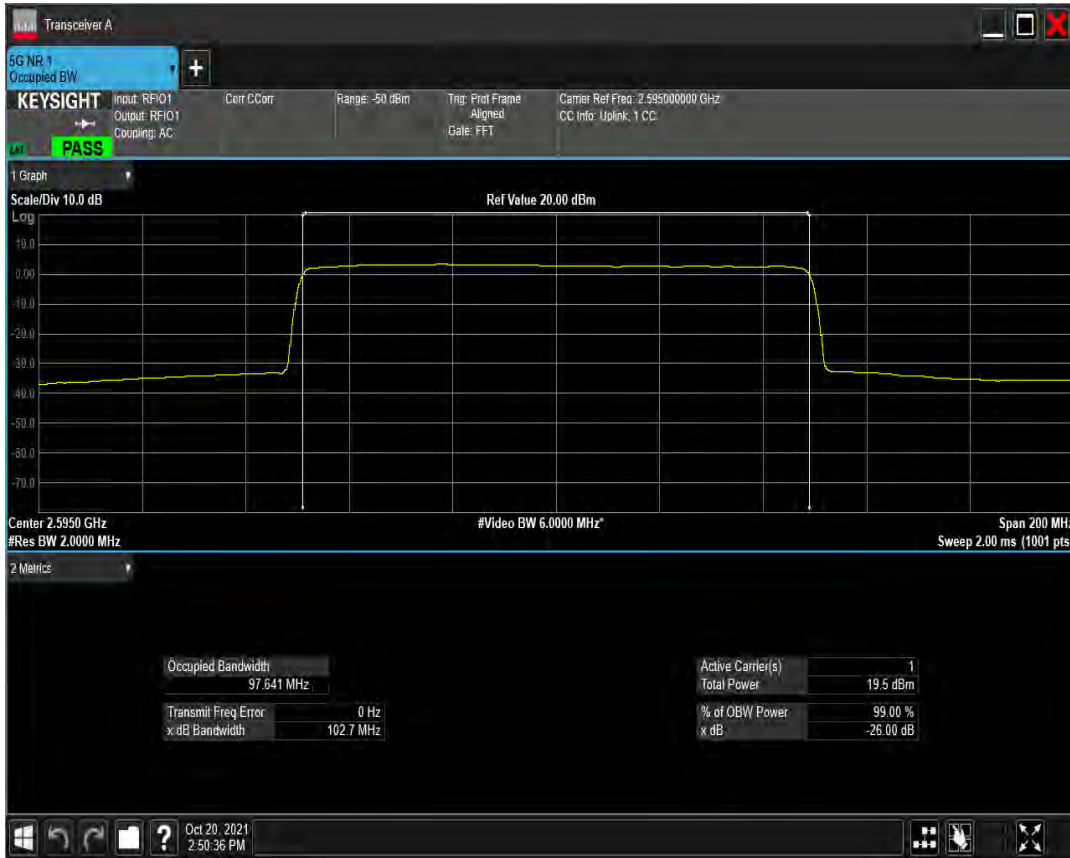 Transceiver A
5G NR 1
Occupied BW
+
KEYSIGHT
PASS
Input: RFIO1
Output: RFIO1
Coupling: AC
Corr CCorr
Range: -50 dBm
Trig: Prot Frame
Aligned
Gate: FFT
Carrier Ref Freq: 2.595000000 GHz
CC Info: Uplink, 1 CC
1 Graph
Scale/Div 10.0 dB
Ref Value 20.00 dBm
Log
10.0
0.00
-10.0
-20.0
-30.0
-40.0
-50.0
-60.0
-70.0
Center 2.5950 GHz
#Video BW 6.0000 MHz*
Span 200 MHz
#Res BW 2.0000 MHz
Sweep 2.00 ms (1001 pts
2 Metrics
Occupied Bandwidth
97.641 MHz
Transmit Freq Error 0 Hz
x dB Bandwidth 102.7 MHz
Active Carrier(s) 1
Total Power 19.5 dBm
% of OBW Power 99.00 %
x dB -26.00 dB
?
Oct 20, 2021
2:50:36 PM